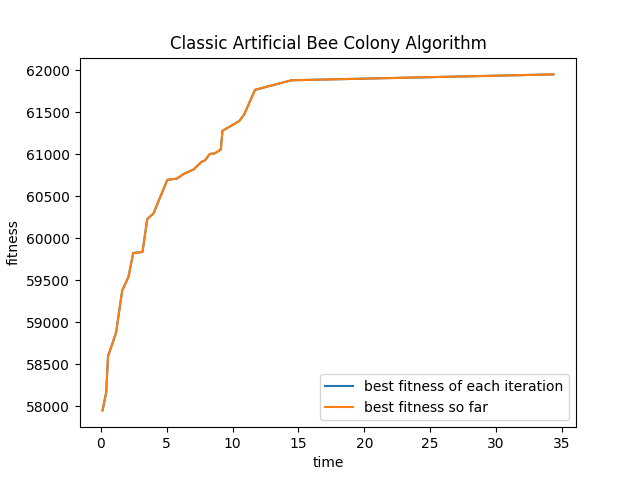 Classic Artificial Bee Colony Algorithm
62000
61500
61000
60500
60000
59500
59000
58500
58000
fitness
0 5 10 15 20 25 30 35
time
best fitness of each iteration
best fitness so far